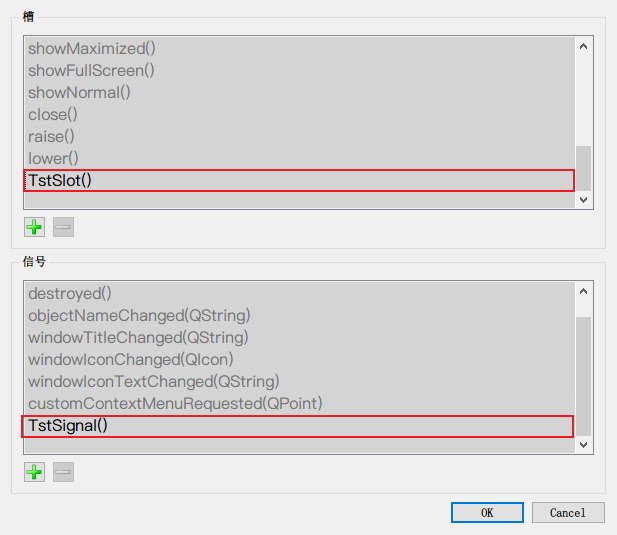 槽
showMaximized()
showFullScreen()
showNormal()
close()
raise()
lower()
TstSlot()
信号
destroyed()
objectNameChanged(QString)
windowTitleChanged(QString)
windowIconChanged(QIcon)
windowIconTextChanged(QString)
customContextMenuRequested(QPoint)
TstSignal()
OK Cancel